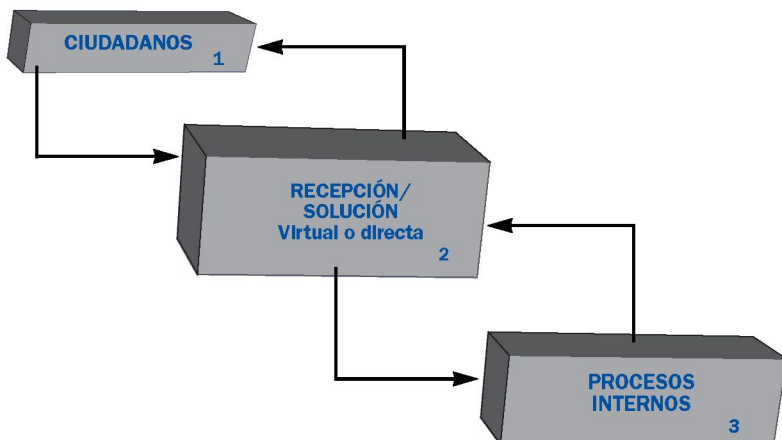 CIUDADANOS
1
RECEPCIÓN/
SOLUCIÓN
Virtual o directa
2
PROCESOS
INTERNOS
3